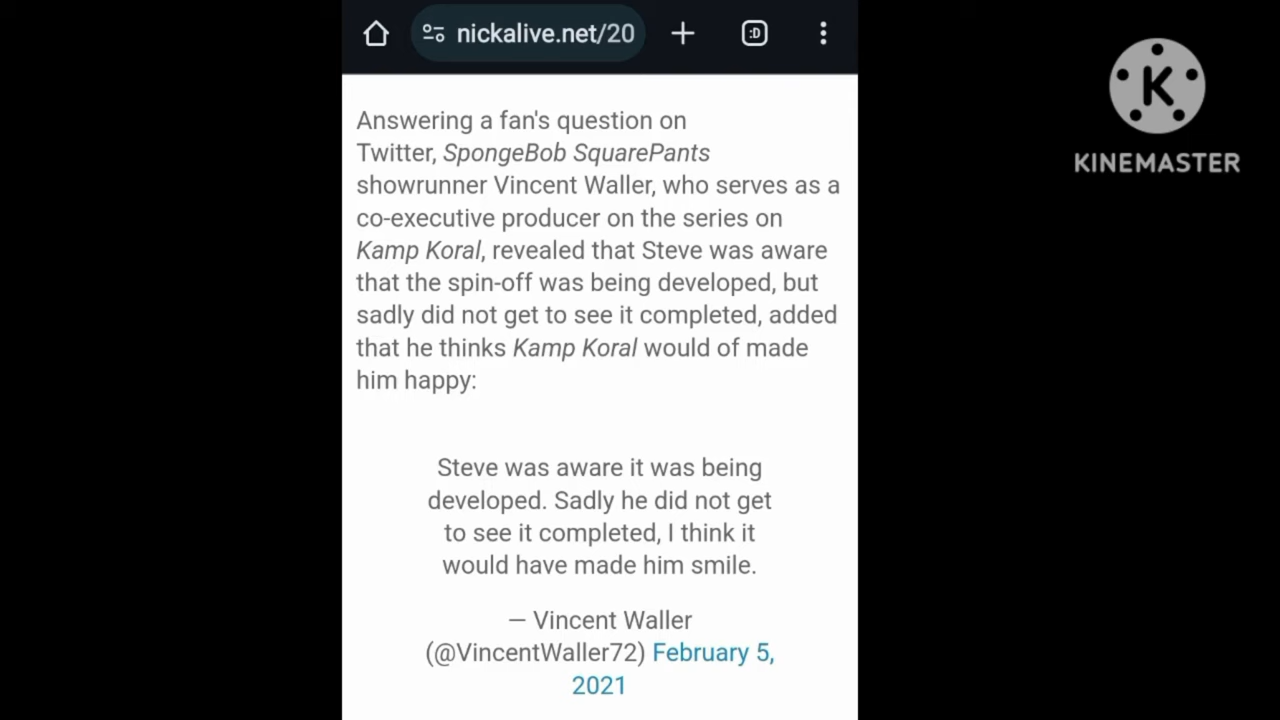 nickalive.net/20
:D
K
KINEMASTER
Answering a fan's question on
Twitter, SpongeBob SquarePants
showrunner Vincent Waller, who serves as a
co-executive producer on the series on
Kamp Koral, revealed that Steve was aware
that the spin-off was being developed, but
sadly did not get to see it completed, added
that he thinks Kamp Koral would of made
him happy:
Steve was aware it was being
developed. Sadly he did not get
to see it completed, I think it
would have made him smile.
— Vincent Waller
(@VincentWaller72) February 5,
2021